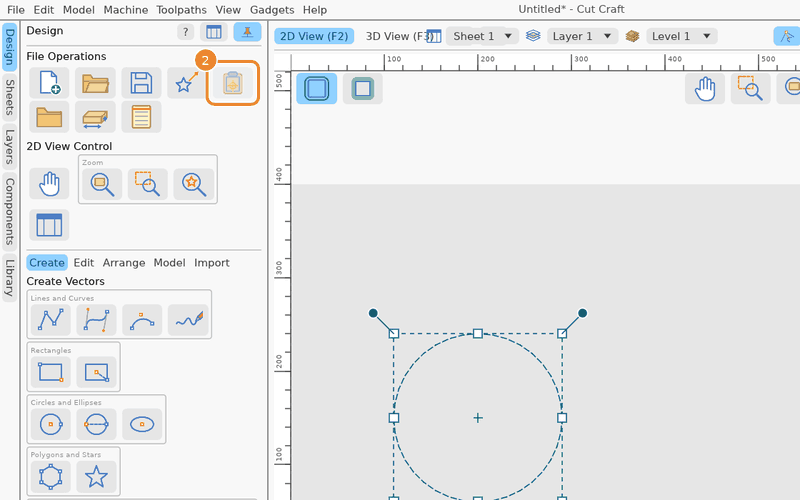 File Edit Model Machine Toolpaths View Gadgets Help Untitled* - Cut Craft
Design ? 2D View (F2) 3D View (F3) Sheet 1 Layer 1 Level 1
File Operations
2
100 200 300 400 500
Design
Sheets
Layers
Components
Library
500
400
300
200
100
2D View Control
Zoom
Create Edit Arrange Model Import
Create Vectors
Lines and Curves
Rectangles
Circles and Ellipses
Polygons and Stars